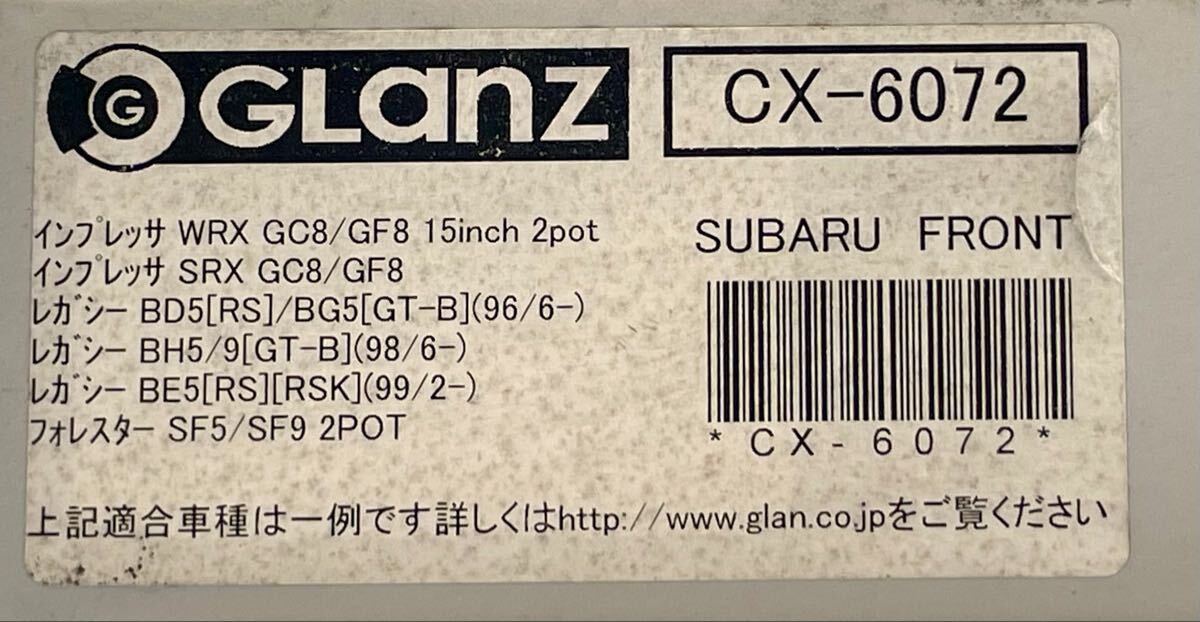 G GLanz
CX-6072
インプレッサ WRX GC8/GF8 15inch 2pot
インプレッサ SRX GC8/GF8
レガシー BD5[RS]/BG5[GT-B](96/6-)
レガシー BH5/9[GT-B](98/6-)
レガシー BE5[RS][RSK](99/2-)
フォレスター SF5/SF9 2POT
SUBARU FRONT
*CX-6072*
上記適合車種は一例です詳しくはhttp://www.glan.co.jpをご覧ください